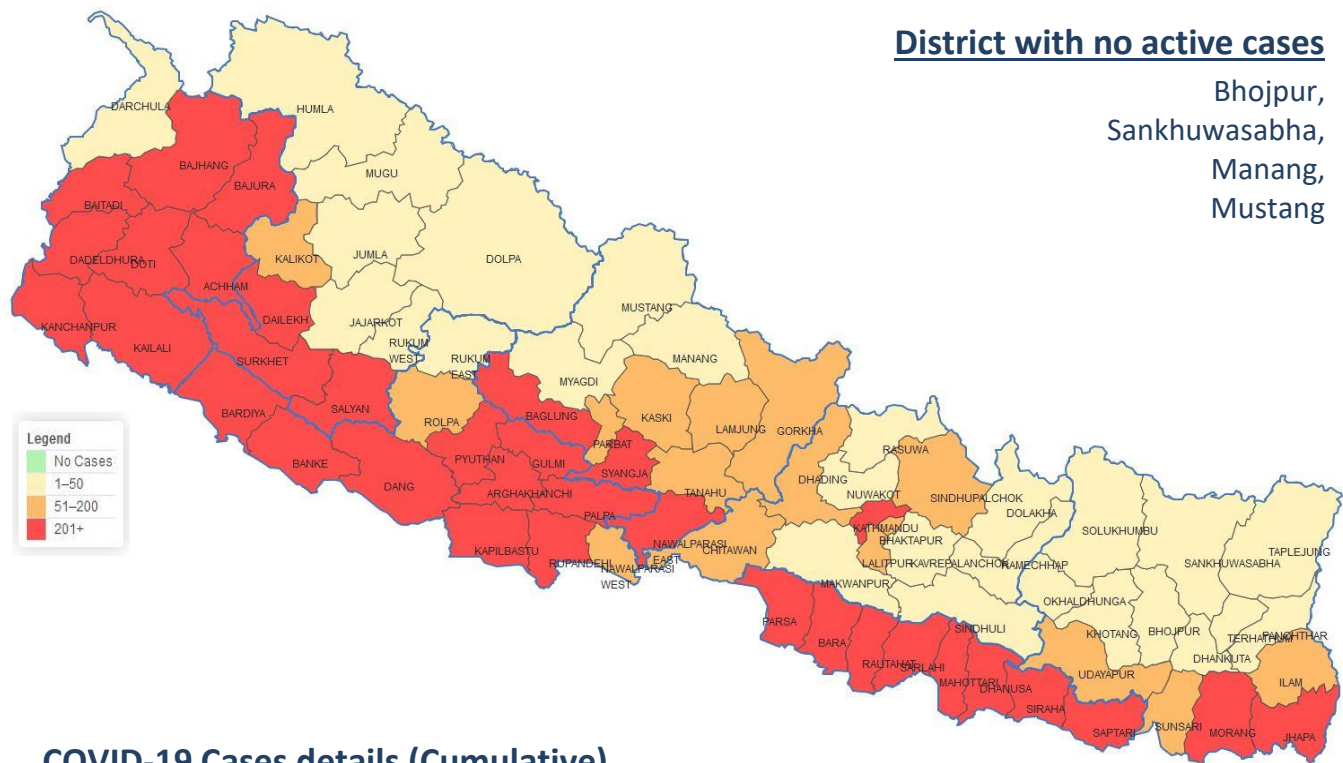 District with no active cases
Bhojpur,
Sankhuwasabha,
Manang,
Mustang
DARCHULA
HUMLA
BAJHANG
MUGU
BAJURA
BAITADI
JUMLA
DOLPA
KALIKOT
DADELDHURA
DOTI
ACHHAM
MUSTANG
KANCHANPUR
DAILEKH
JAJARKOT
KAILALI
RUKUM
WEST
SURKHET
RUKUM
EAST
MANANG
MYAGDI
BARDIYA
SALYAN
ROLPA
BAGLUNG
KASKI
LAMJUNG
GORKHA
PARBAT
RASUWA
BANKE
PYUTHAN
GULMI
SYANGJA
DANG
DHADING
NUWAKOT
SINDHUPALCHOK
ARGHAKHANCHI
TANAHU
DOLAKHA
PALPA
KATHMANDU
BHAKTAPUR
SOLUKHUMBU
TAPLEJUNG
KAPILBASTU
RUPANDEHI
NAWALPARASI
EAST
CHITAWAN
LALITPUR
KAVREPALANCHOK
RAMECHHAP
SANKHUWASABHA
NAWALPARASI
WEST
MAKWANPUR
OKHALDHUNGA
PARSA
BARA
SINDHULI
KHOTANG
BHOJPUR
TERHATHUM
PANCHTHAR
DHANKUTA
RAUTAHAT
SARLAHI
MAHOTTARI
DHANUSA
SIRAHA
UDAYAPUR
ILAM
SAPTARI
SUNSARI
MORANG
JHAPA
Legend
No Cases
1–50
51–200
201+
COVID-19 Cases details (Cumulative)